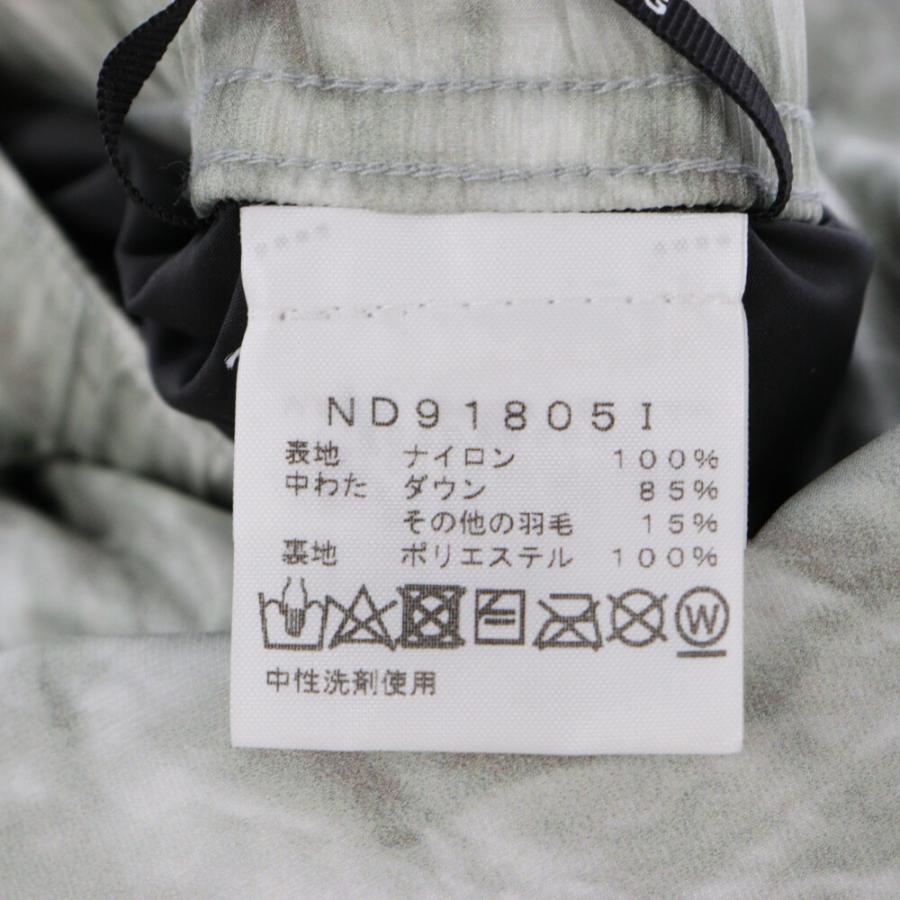 ND91805I
表地 ナイロン 100%
中わた ダウン 85%
その他の羽毛 15%
裏地 ポリエステル 100%
W
中性洗剤使用